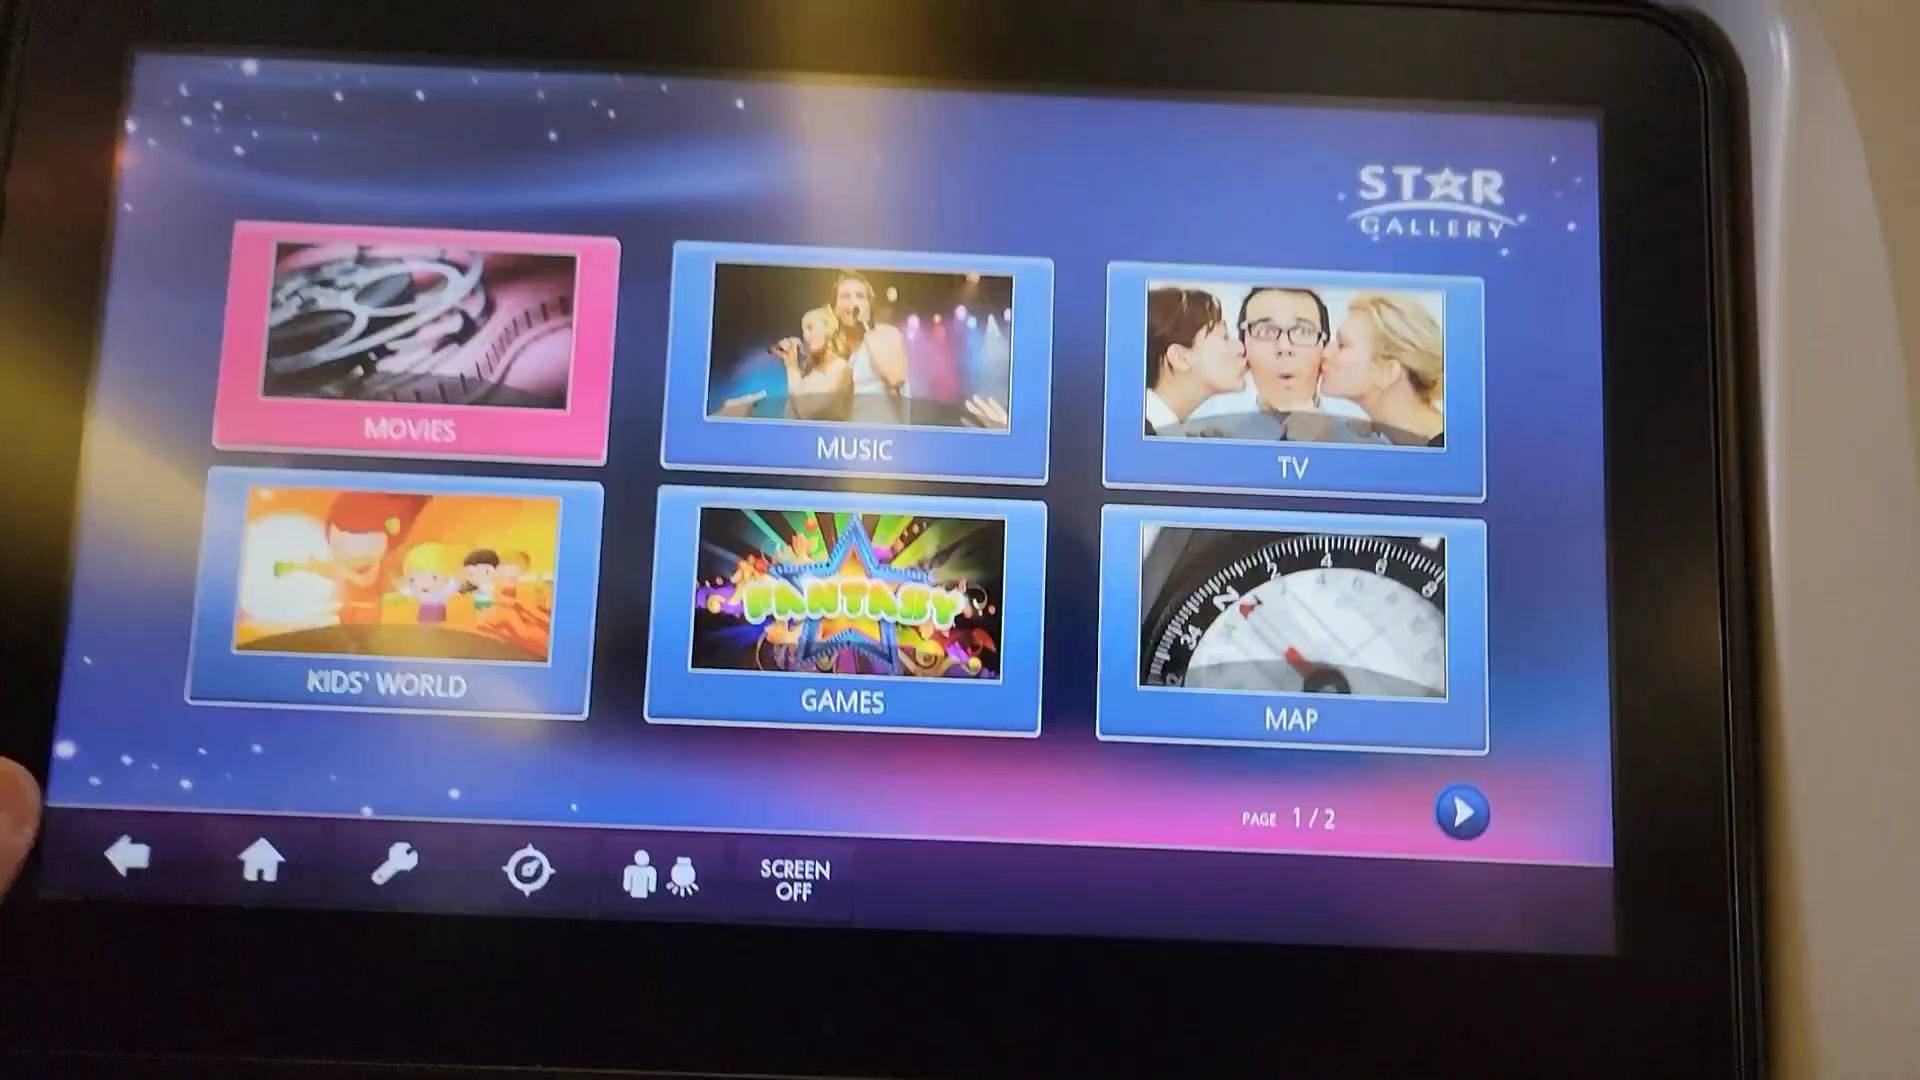 STAR
GALLERY
MOVIES
MUSIC
TV
FANTASY
KIDS' WORLD
GAMES
MAP
PAGE 1 / 2
SCREEN
OFF